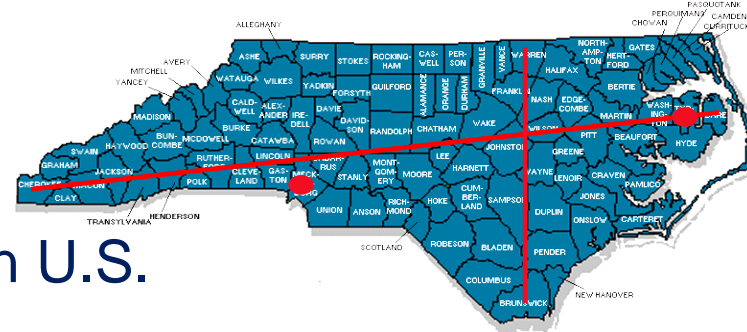 PASQUOTANK
PERQUIMANS
CAMDEN
CHOWAN
CURRITUCK
ALLEGHANY
ASHE
SURRY
STOKES
ROCKING-
HAM
CAS-
WELL
PER-
SON
GRANVILLE
VANCE
WARREN
NORTH-
AMP-
TON
HERT-
FORD
GATES
AVERY
MITCHELL
YANCEY
WATAUGA
WILKES
YADKIN
FORSYTH
GUILFORD
ALAMANCE
ORANGE
DURHAM
FRANKLIN
HALIFAX
NASH
EDGE-
COMBE
BERTIE
MARTIN
WASH-
ING-
TON
DARE
MADISON
CALD-
WELL
ALEX-
ANDER
IRE-
DELL
DAVIE
DAVID-
SON
RANDOLPH
CHATHAM
WAKE
WILSON
PITT
BEAUFORT
HYDE
HAYWOOD
BUN-
COMBE
MCDOWELL
BURKE
CATAWBA
ROWAN
LEE
JOHNSTON
GREENE
SWAIN
GRAHAM
JACKSON
RUTHER-
LINCOLN
MONT-
GOM-
ERY
MOORE
HARNETT
WAYNE
LENOIR
CRAVEN
PAMLICO
CHEROKEE
MACON
CLAY
POLK
CLEVE-
LAND
GAS-
TON
MECK-
STANLY
TRANSYLVANIA
HENDERSON
UNION
ANSON
RICH-
MOND
HOKE
CUM-
BER-
LAND
SAMPSON
DUPLIN
JONES
ONSLOW
CARTERET
SCOTLAND
ROBESON
BLADEN
PENDER
COLUMBUS
NEW HANOVER
BRUNSWICK
U.S.